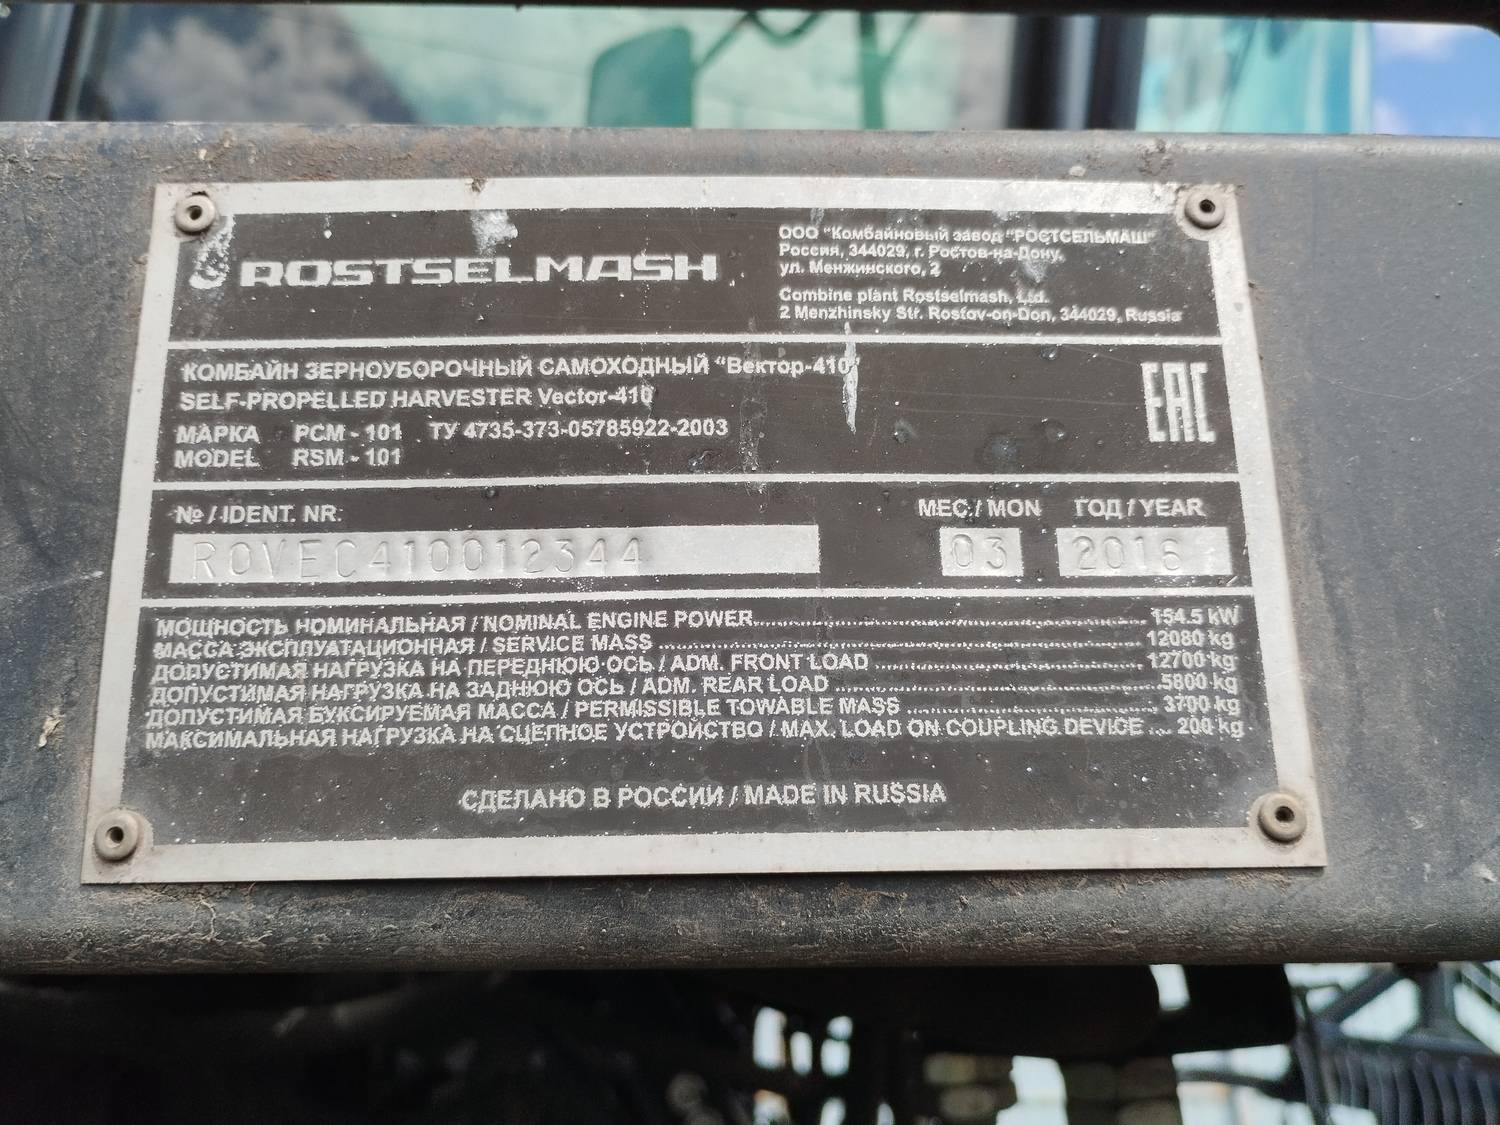 ROSTSELMASH
ООО "Комбайновый завод "РОСТСЕЛЬМАШ"
Россия, 344029, г. Ростов-на-Дону,
ул. Менжинского, 2
Combine plant Rostselmash, Ltd.
2 Menzhinsky Str. Rostov-on-Don, 344029, Russia
КОМБАЙН ЗЕРНОУБОРОЧНЫЙ САМОХОДНЫЙ "Вектор-410"
SELF-PROPELLED HARVESTER Vector-410
МАРКА РСМ - 101 ТУ 4735-373-05785922-2003
MODEL RSM - 101
EAC
№ / IDENT. NR.
МЕС./ MON
ГОД / YEAR
R0VEC410012344
03
2016
МОЩНОСТЬ НОМИНАЛЬНАЯ / NOMINAL ENGINE POWER 154.5 kW
МАССА ЭКСПЛУАТАЦИОННАЯ / SERVICE MASS 12080 kg
ДОПУСТИМАЯ НАГРУЗКА НА ПЕРЕДНЮЮ ОСЬ / ADM. FRONT LOAD 12700 kg
ДОПУСТИМАЯ НАГРУЗКА НА ЗАДНЮЮ ОСЬ / ADM. REAR LOAD 5800 kg
ДОПУСТИМАЯ БУКСИРУЕМАЯ МАССА / PERMISSIBLE TOWABLE MASS 3700 kg
МАКСИМАЛЬНАЯ НАГРУЗКА НА СЦЕПНОЕ УСТРОЙСТВО / MAX. LOAD ON COUPLING DEVICE ... 200 kg
СДЕЛАНО В РОССИИ / MADE IN RUSSIA